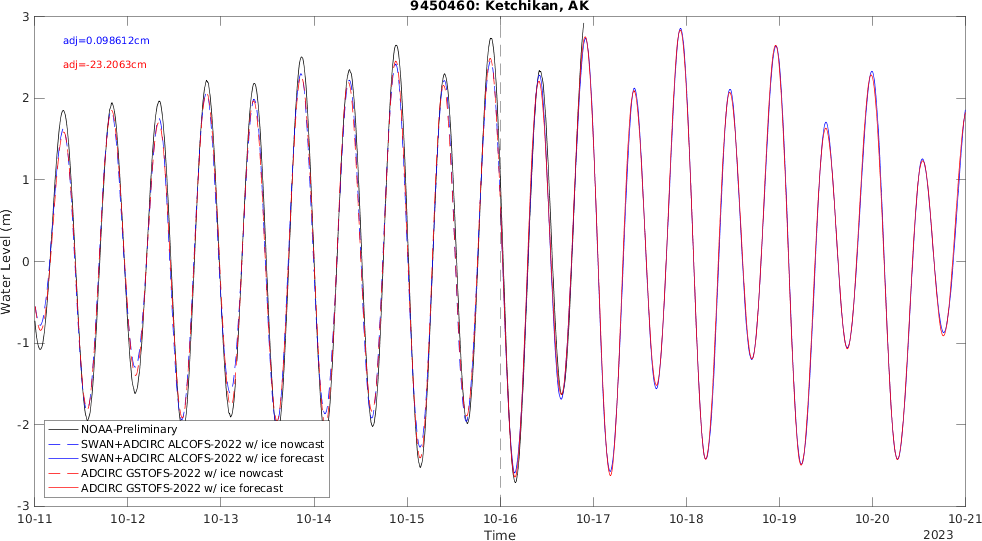 9450460: Ketchikan, AK
adj=0.098612cm
adj=-23.2063cm
Water Level (m)
3
2
1
0
-1
-2
-3
NOAA-Preliminary
SWAN+ADCIRC ALCOFS-2022 w/ ice nowcast
SWAN+ADCIRC ALCOFS-2022 w/ ice forecast
ADCIRC GSTOFS-2022 w/ ice nowcast
ADCIRC GSTOFS-2022 w/ ice forecast
10-11 10-12 10-13 10-14 10-15 10-16 10-17 10-18 10-19 10-20 10-21
Time
2023